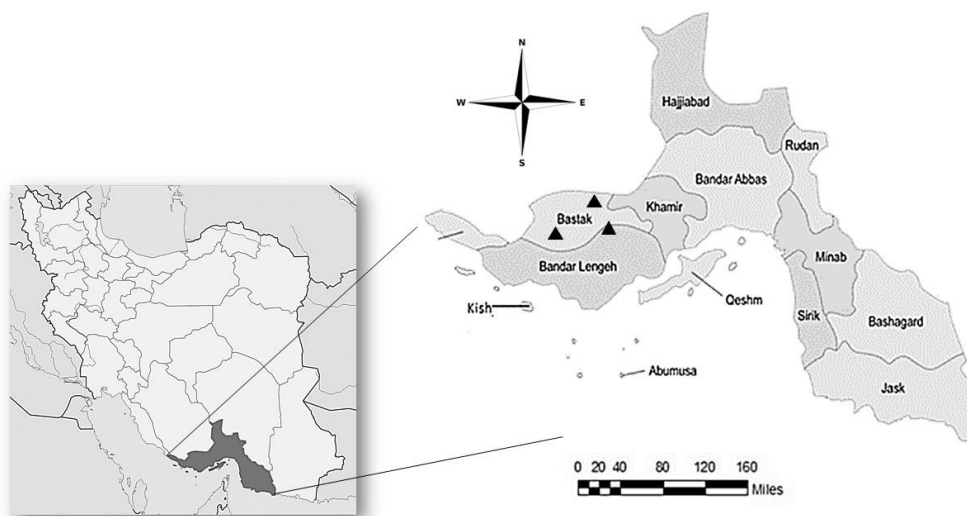 N
W E
S
Hajjiabad
Rudan
Bandar Abbas
Khamir
Bastak
Minab
Bandar Lengeh
Qeshm
Kish
Sirik
Bashagard
Abumusa
Jask
0 20 40 80 120 160
Miles